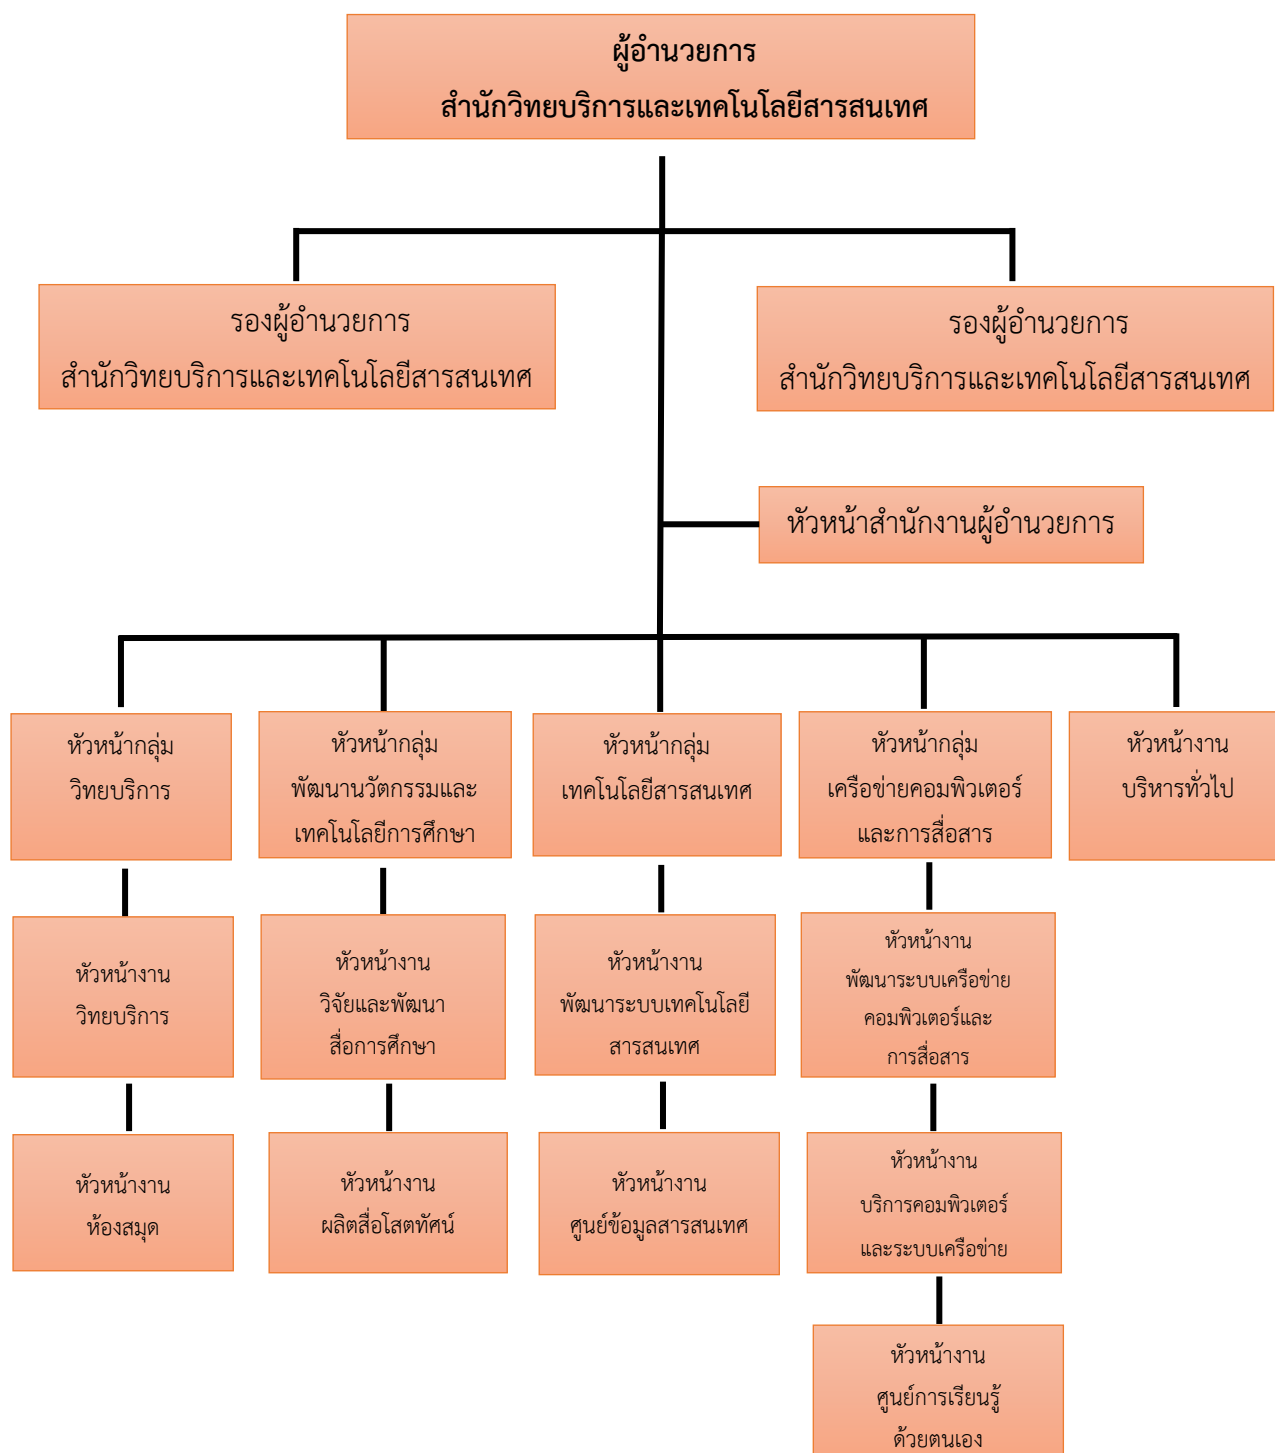 ผู้อำนวยการ
สำนักวิทยบริการและเทคโนโลยีสารสนเทศ
รองผู้อำนวยการ
สำนักวิทยบริการและเทคโนโลยีสารสนเทศ
รองผู้อำนวยการ
สำนักวิทยบริการและเทคโนโลยีสารสนเทศ
หัวหน้าสำนักงานผู้อำนวยการ
หัวหน้ากลุ่ม
วิทยบริการ
หัวหน้ากลุ่ม
พัฒนานวัตกรรมและ
เทคโนโลยีการศึกษา
หัวหน้ากลุ่ม
เทคโนโลยีสารสนเทศ
หัวหน้ากลุ่ม
เครือข่ายคอมพิวเตอร์
และการสื่อสาร
หัวหน้างาน
บริหารทั่วไป
หัวหน้างาน
วิทยบริการ
หัวหน้างาน
วิจัยและพัฒนา
สื่อการศึกษา
หัวหน้างาน
พัฒนาระบบเทคโนโลยี
สารสนเทศ
หัวหน้างาน
พัฒนาระบบเครือข่าย
คอมพิวเตอร์และ
การสื่อสาร
หัวหน้างาน
ห้องสมุด
หัวหน้างาน
ผลิตสื่อโสตทัศน์
หัวหน้างาน
ศูนย์ข้อมูลสารสนเทศ
หัวหน้างาน
บริการคอมพิวเตอร์
และระบบเครือข่าย
หัวหน้างาน
ศูนย์การเรียนรู้
ด้วยตนเอง